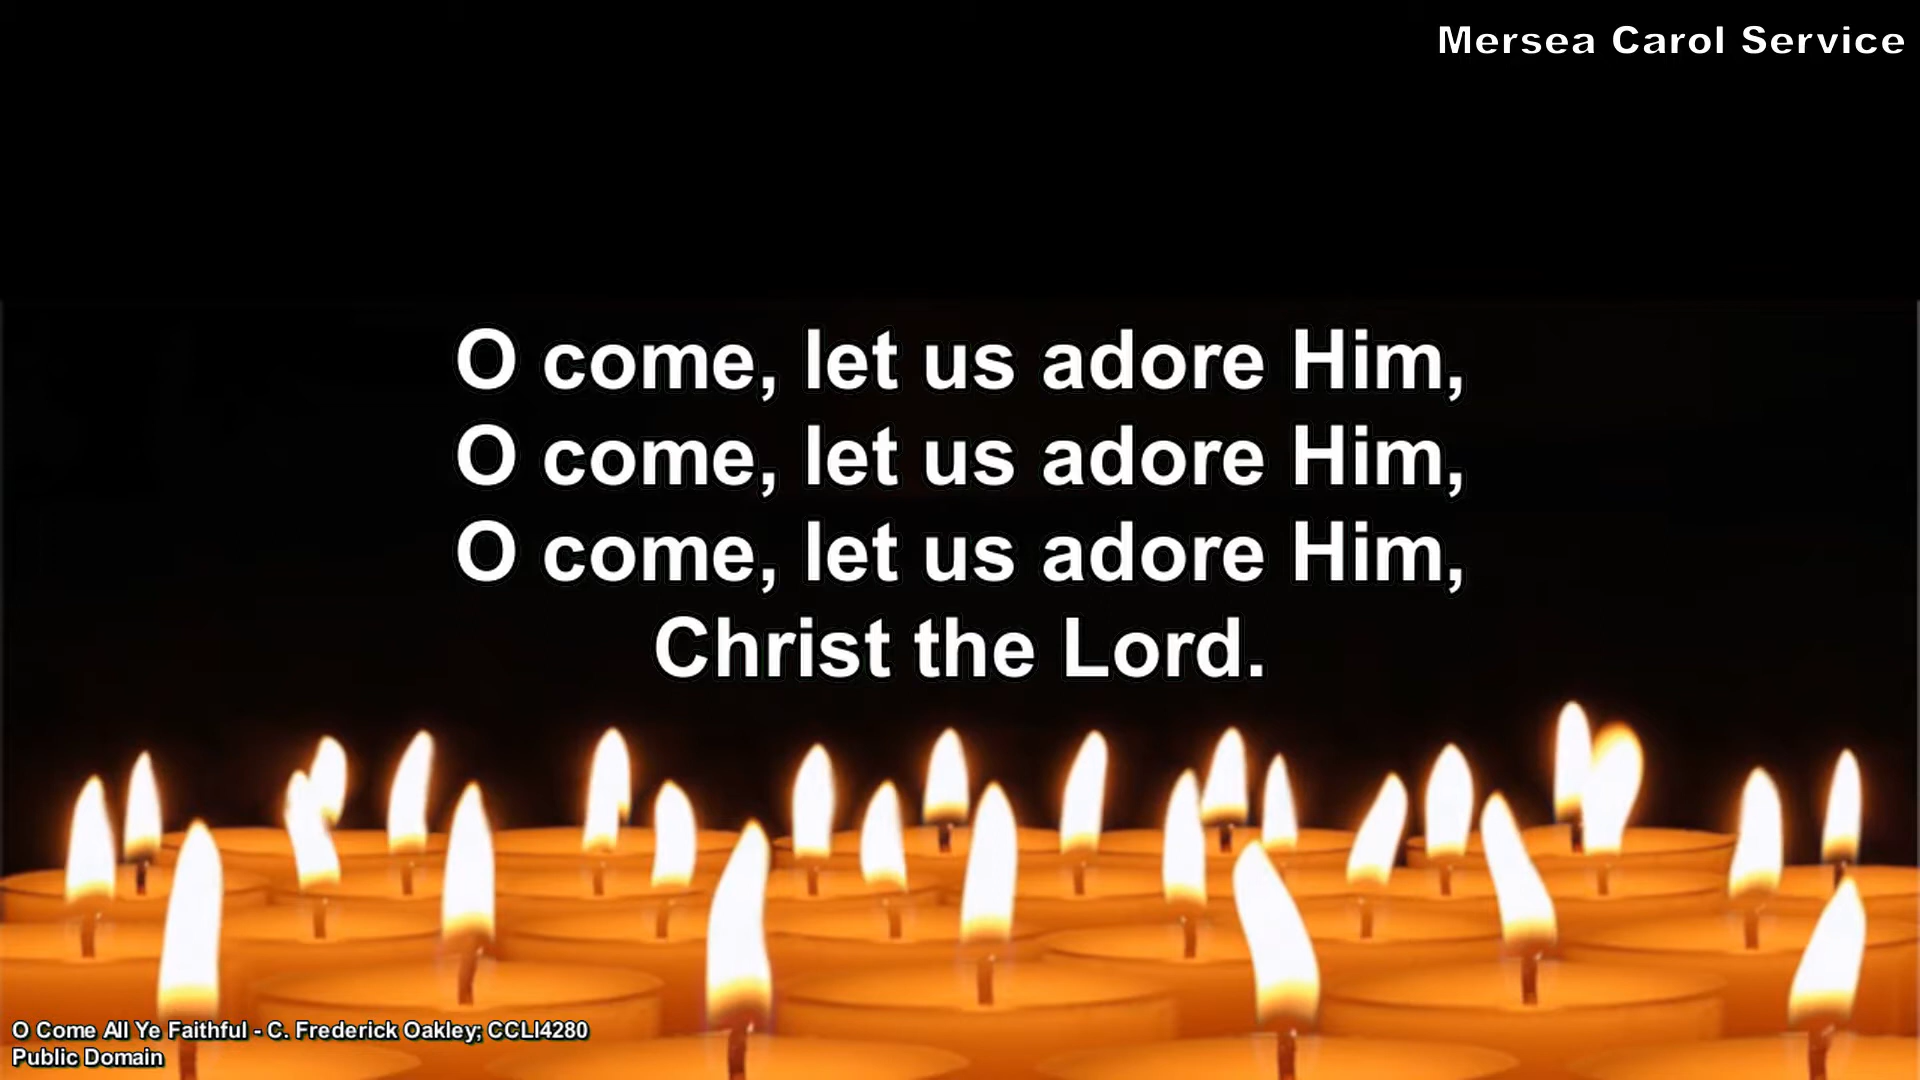 Mersea Carol Service
O come, let us adore Him,
O come, let us adore Him,
O come, let us adore Him,
Christ the Lord.
O Come All Ye Faithful - C. Frederick Oakley; CCLI4280
Public Domain